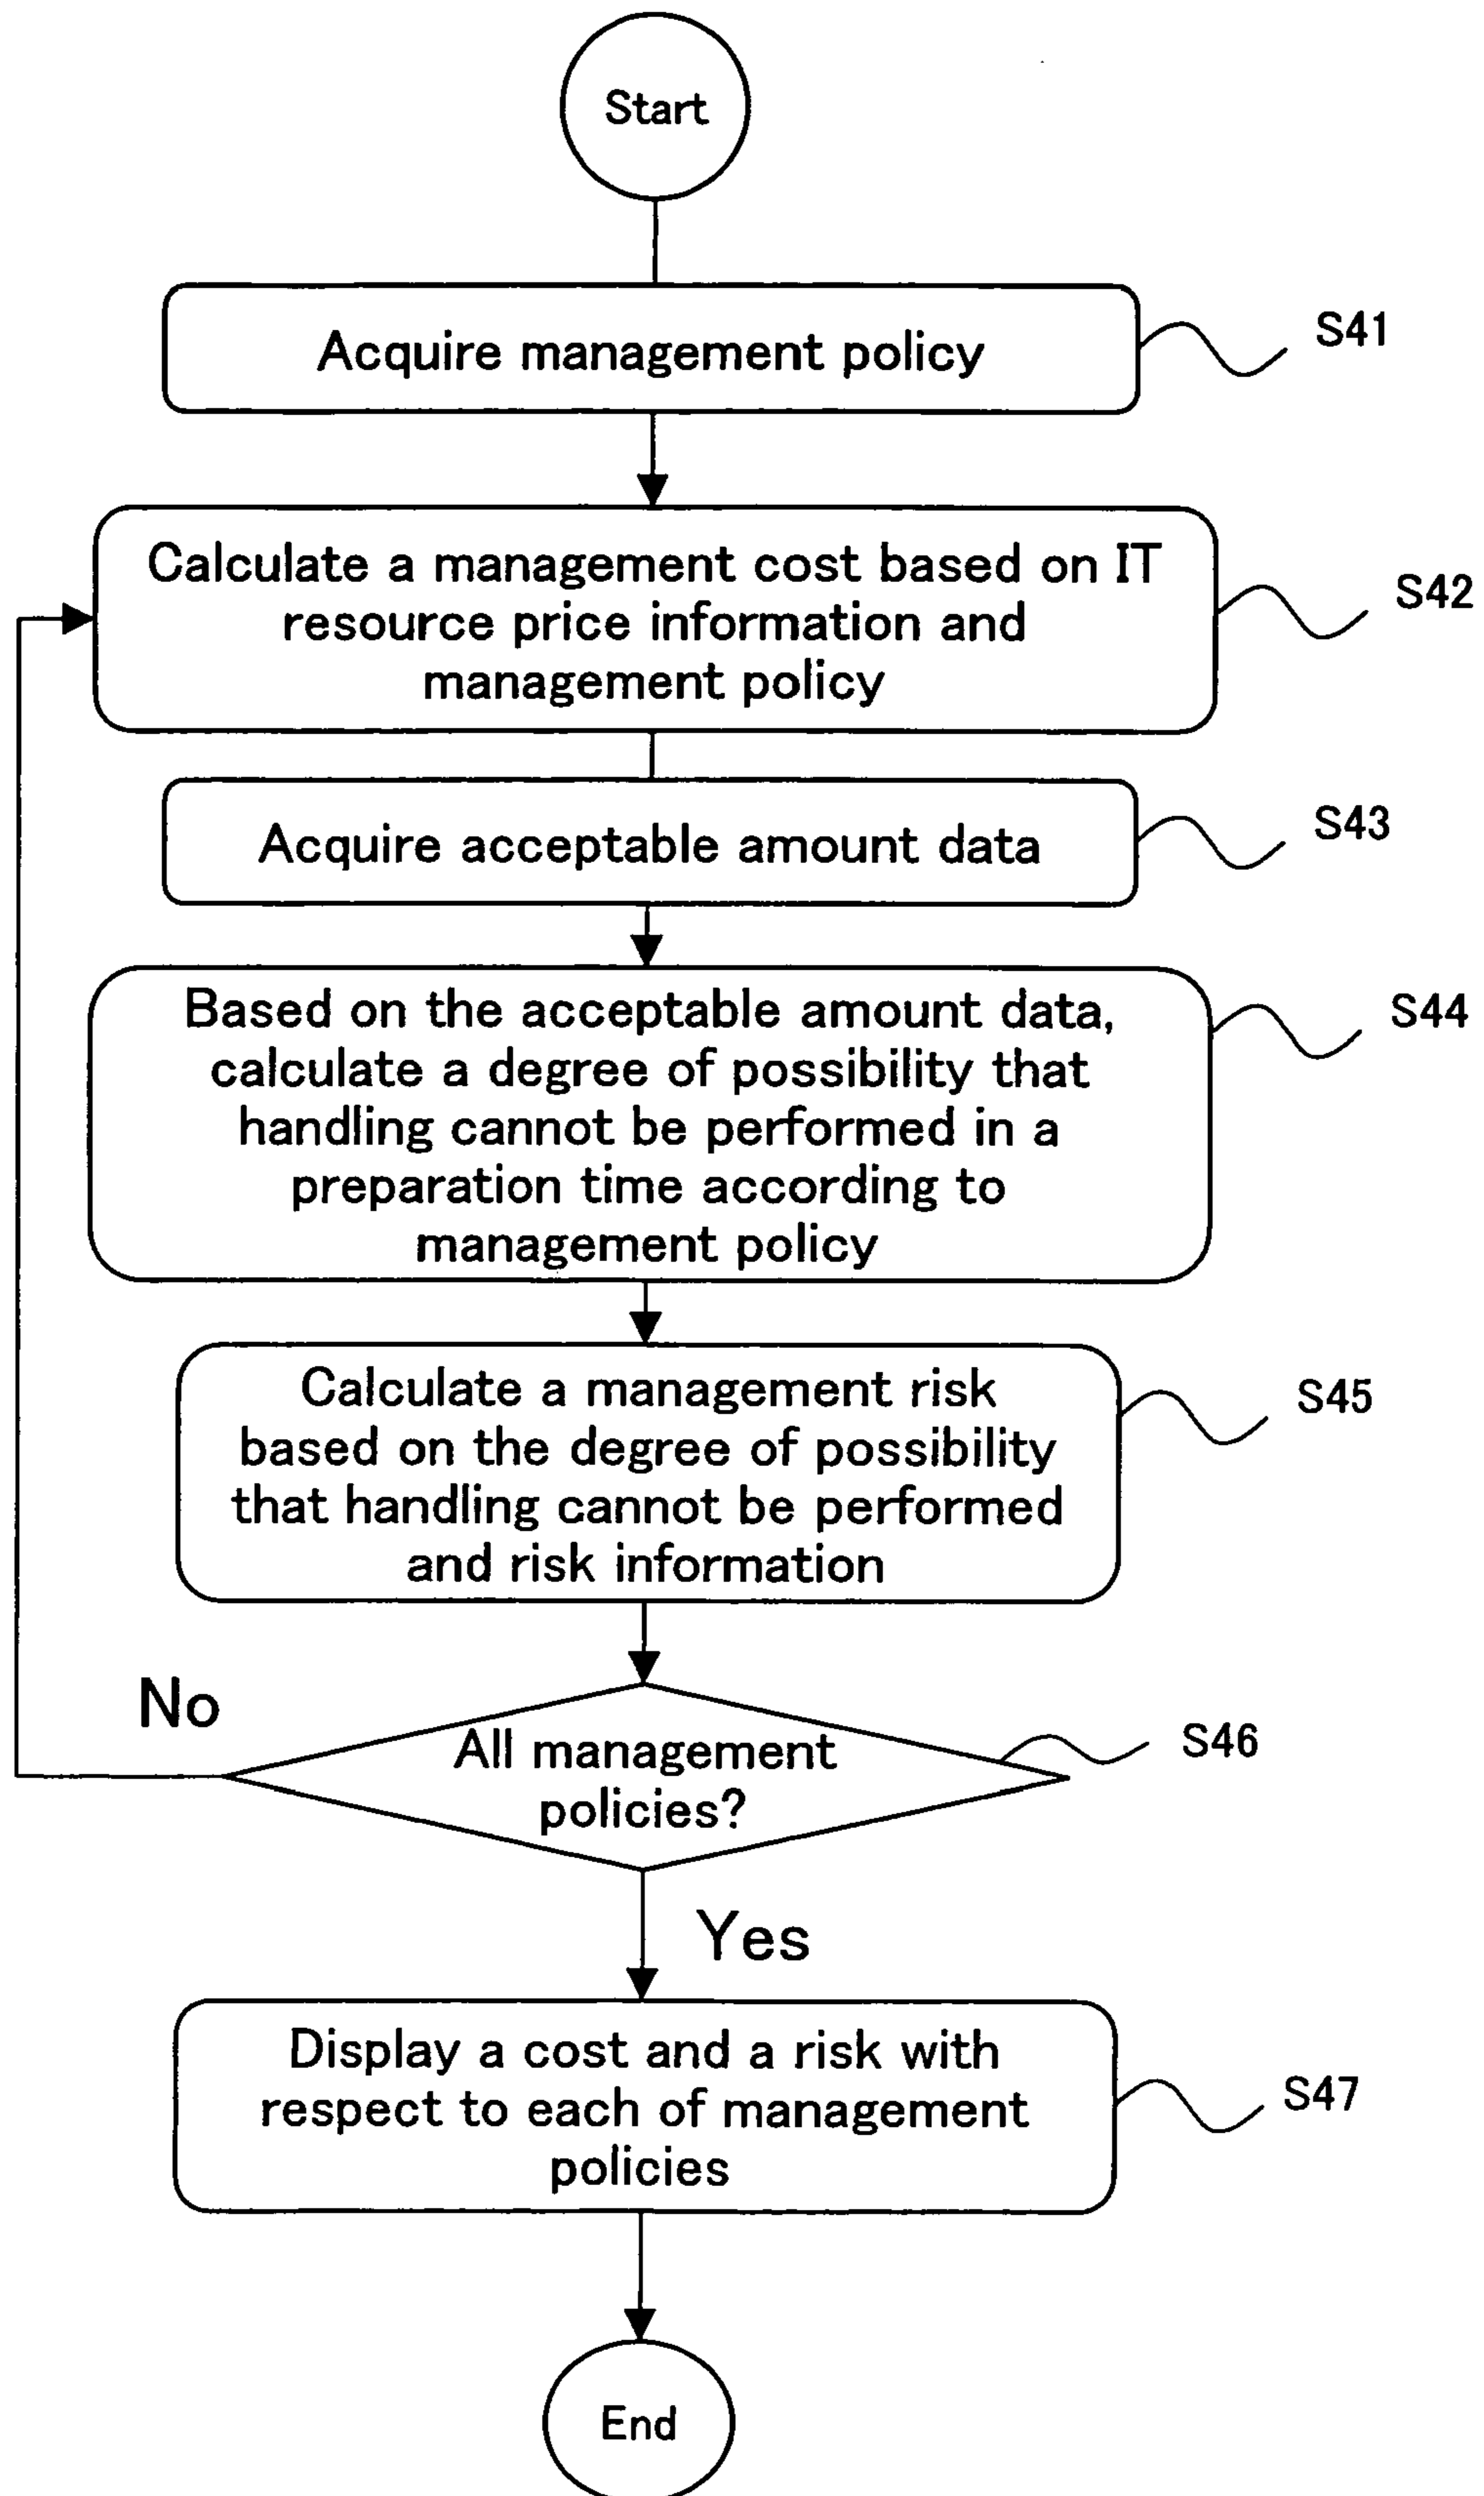 Start
Acquire management policy
S41
Calculate a management cost based on IT
resource price information and
management policy
S42
Acquire acceptable amount data
S43
Based on the acceptable amount data,
calculate a degree of possibility that
handling cannot be performed in a
preparation time according to
management policy
S44
Calculate a management risk
based on the degree of possibility
that handling cannot be performed
and risk information
S45
No
All management
policies?
S46
Yes
Display a cost and a risk with
respect to each of management
policies
S47
End